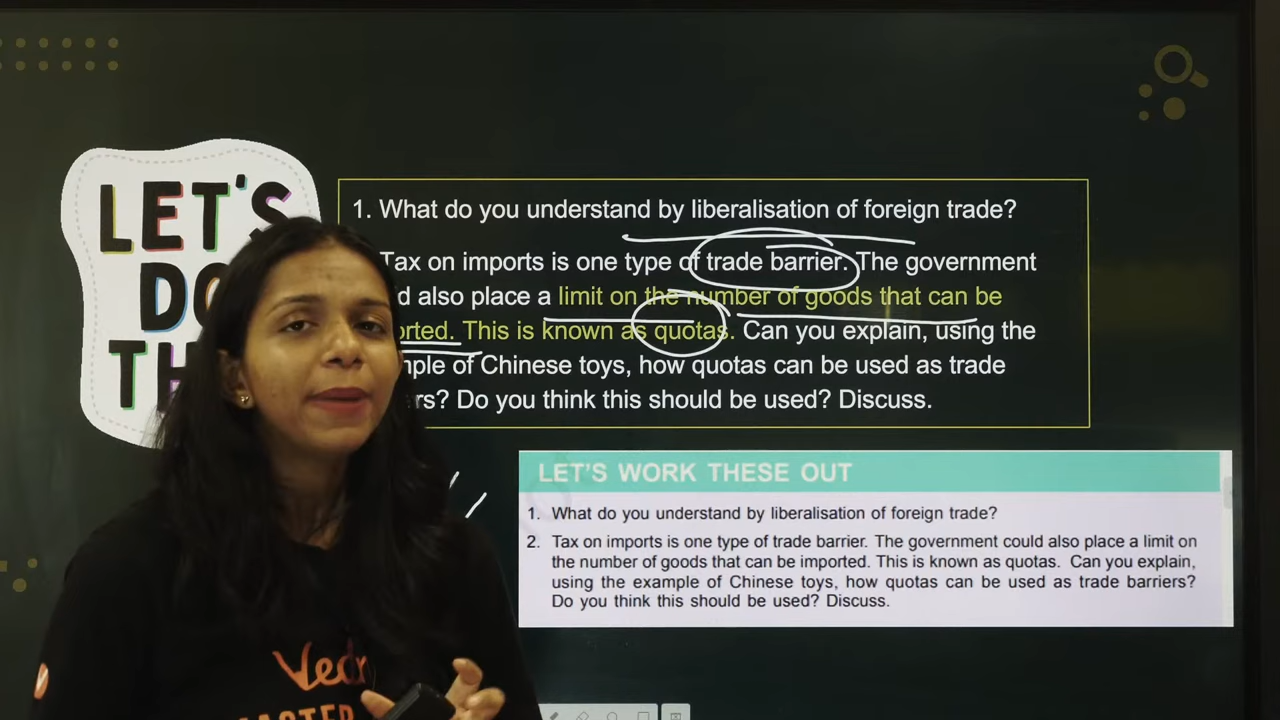 LET'S
DO
TH
1. What do you understand by liberalisation of foreign trade?
Tax on imports is one type of trade barrier. The government
also place a limit on the number of goods that can be
This is known as quotas. Can you explain, using the
of Chinese toys, how quotas can be used as trade
Do you think this should be used? Discuss.
LET'S WORK THESE OUT
1. What do you understand by liberalisation of foreign trade?
2. Tax on imports is one type of trade barrier. The government could also place a limit on
the number of goods that can be imported. This is known as quotas. Can you explain,
using the example of Chinese toys, how quotas can be used as trade barriers?
Do you think this should be used? Discuss.